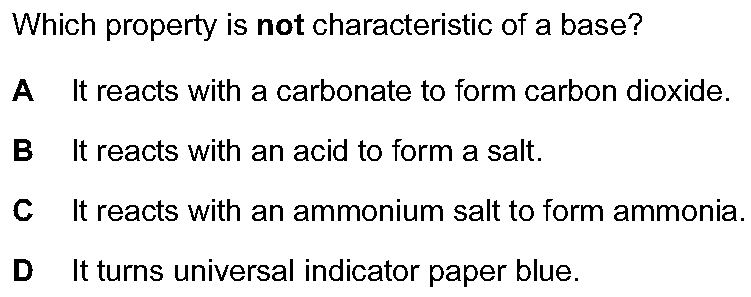 Which property is not characteristic of a base?
A It reacts with a carbonate to form carbon dioxide.
B It reacts with an acid to form a salt.
C It reacts with an ammonium salt to form ammonia.
D It turns universal indicator paper blue.